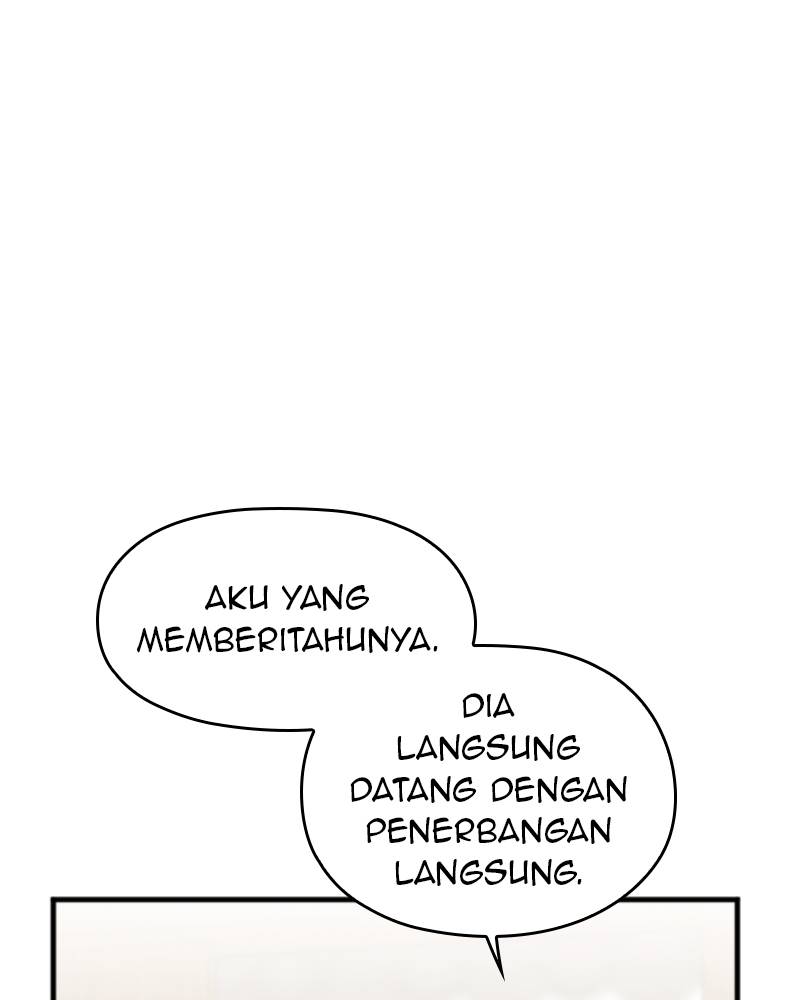 AKU YANG
MEMBERITAHUNYA.
DIA
LANGSUNG
DATANG DENGAN
PENERBANGAN
LANGSUNG.